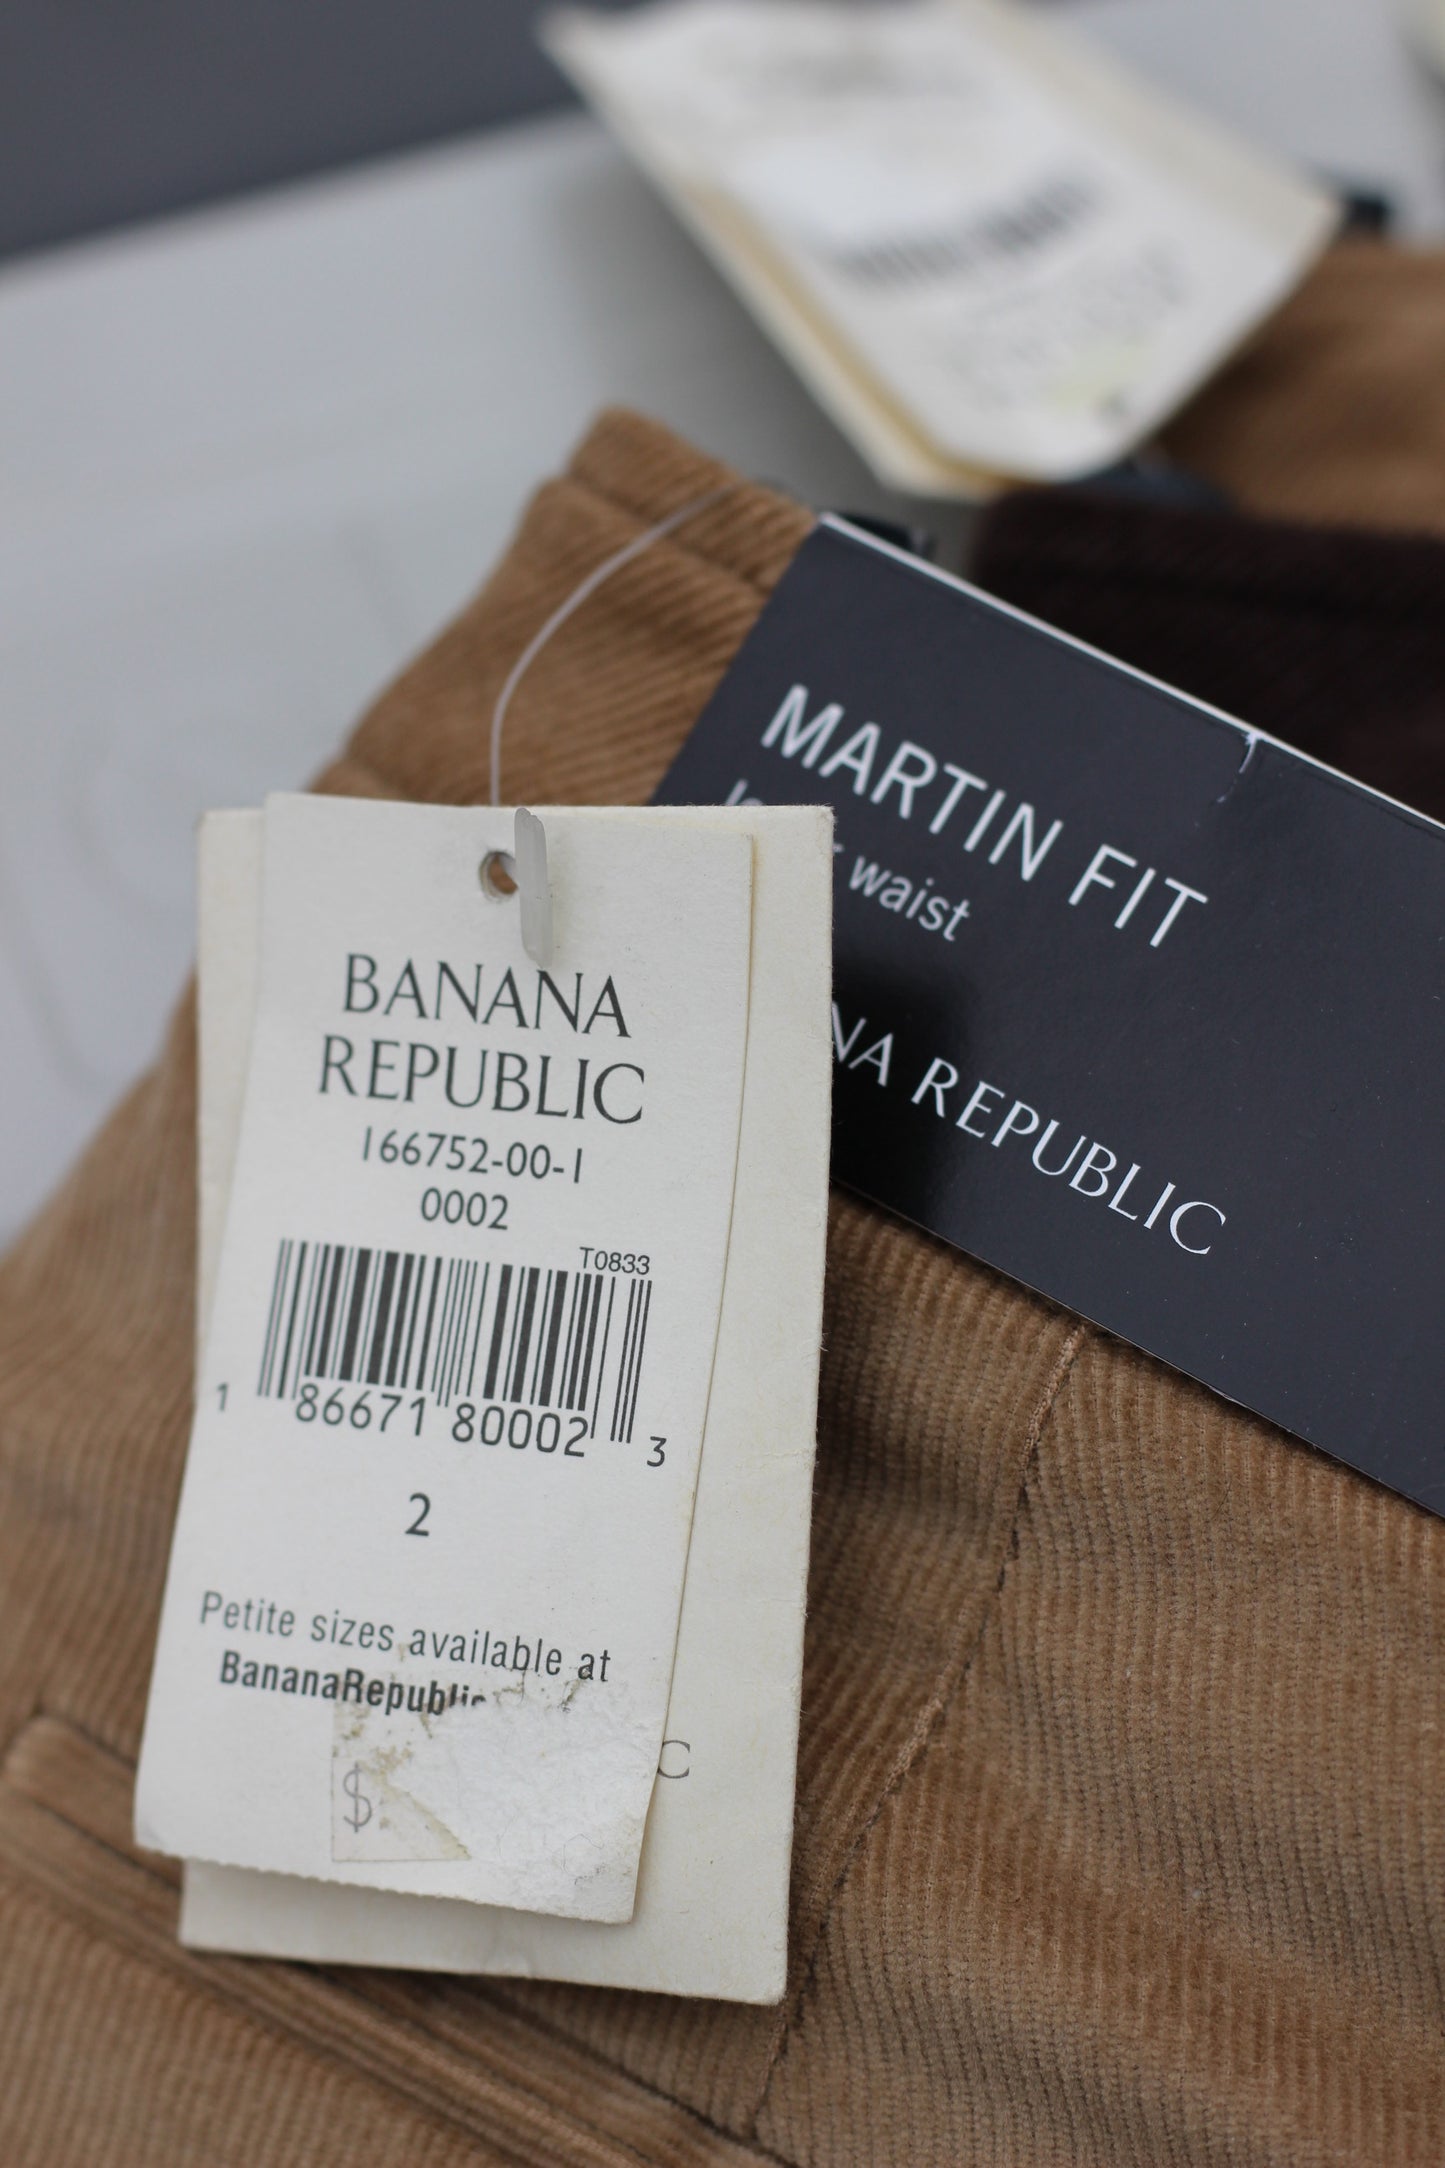 MARTIN FIT
waist
REPUBLIC
BANANA
REPUBLIC
166752-00-1
0002
T0833
1 86671 80002 3
2
Petite sizes available at
BananaRepublic
$
C